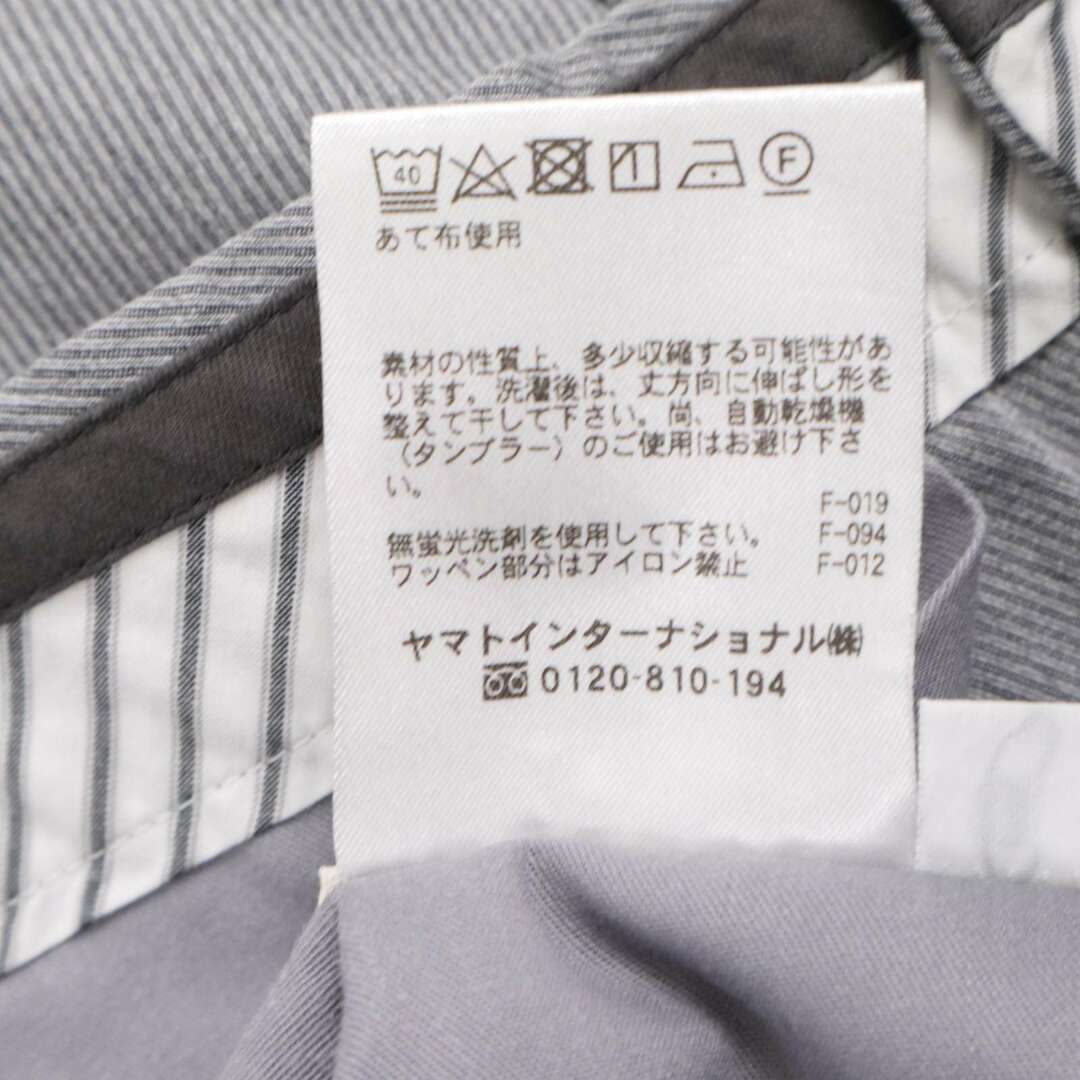 40 F
あて布使用
素材の性質上、多少収縮する可能性があ
ります。洗濯後は、丈方向に伸ばし形を
整えて干して下さい。尚、自動乾燥機
（タンブラー）のご使用はお避け下さ
い。 F-019
無蛍光洗剤を使用して下さい。 F-094
ワッペン部分はアイロン禁止 F-012
ヤマトインターナショナル㈱
0120-810-194